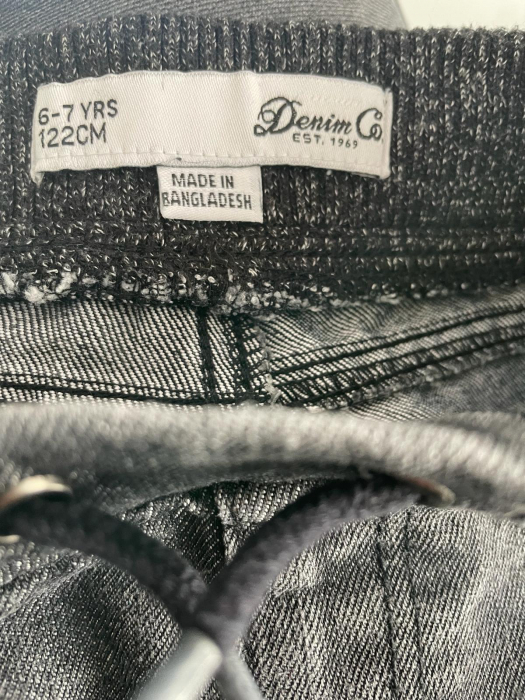 6-7 YRS
122CM
Denim Co.
EST. 1969
MADE IN
BANGLADESH